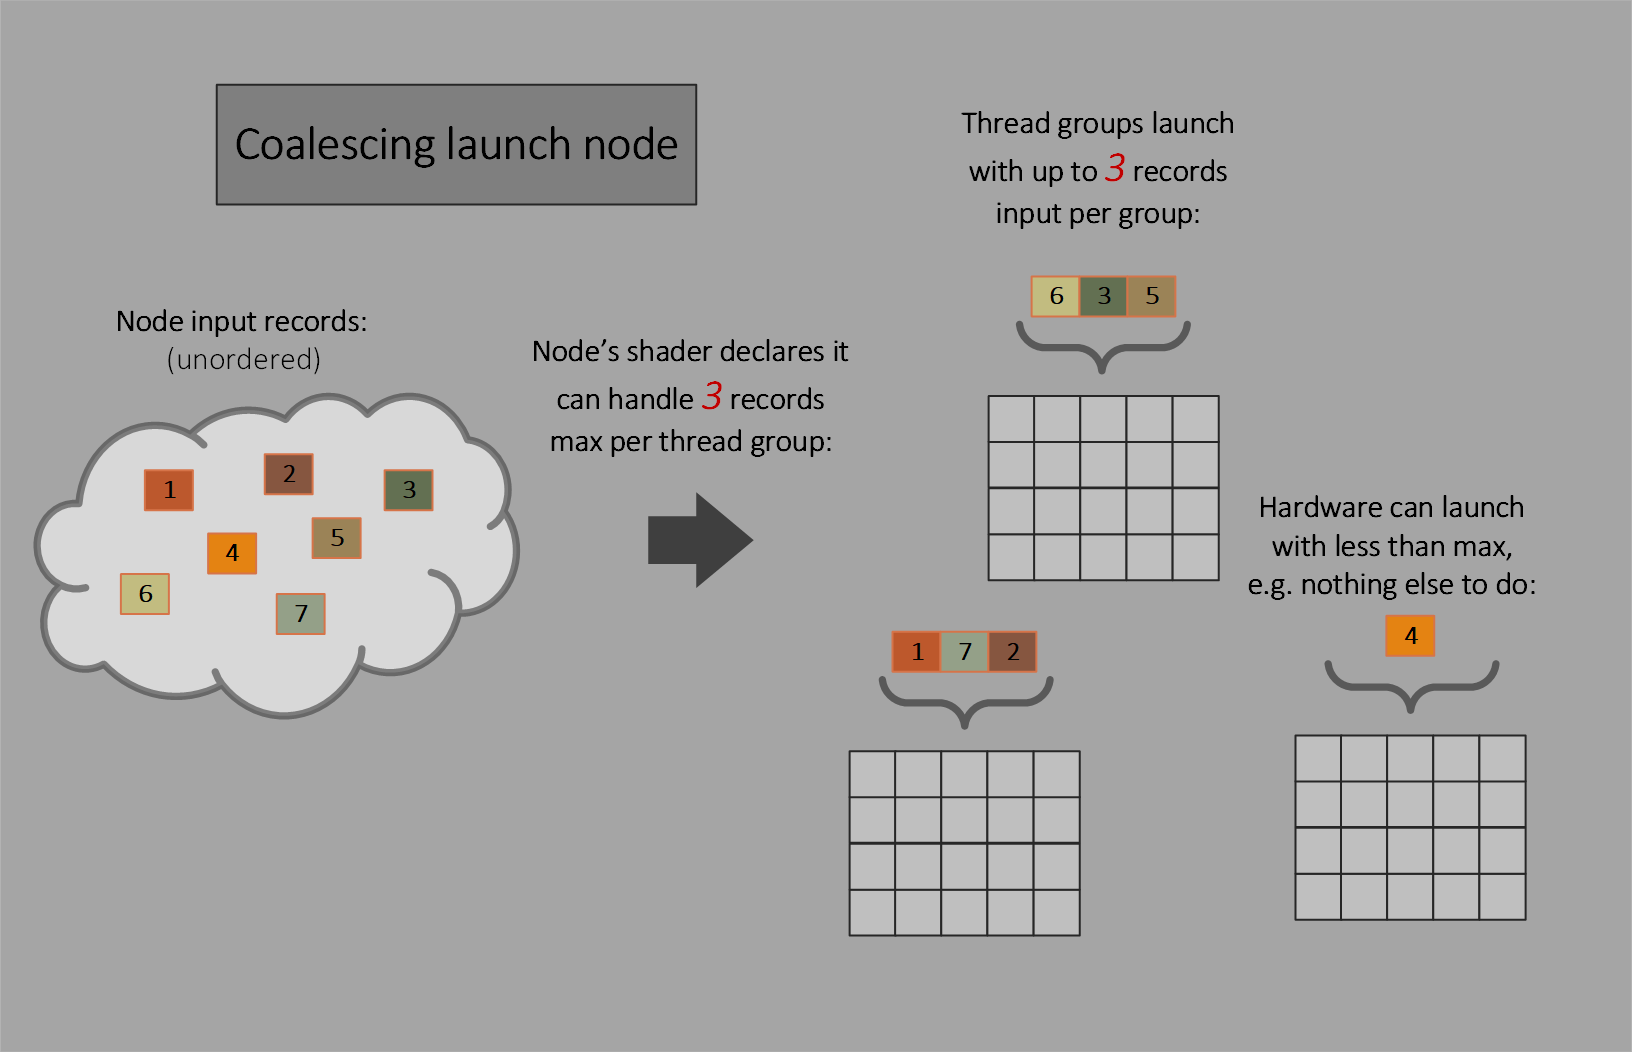 Coalescing launch node
Node input records:
(unordered)
1
2
3
4
5
6
7
Node's shader declares it
can handle 3 records
max per thread group:
Thread groups launch
with up to 3 records
input per group:
6 3 5
1 7 2
Hardware can launch
with less than max,
e.g. nothing else to do:
4